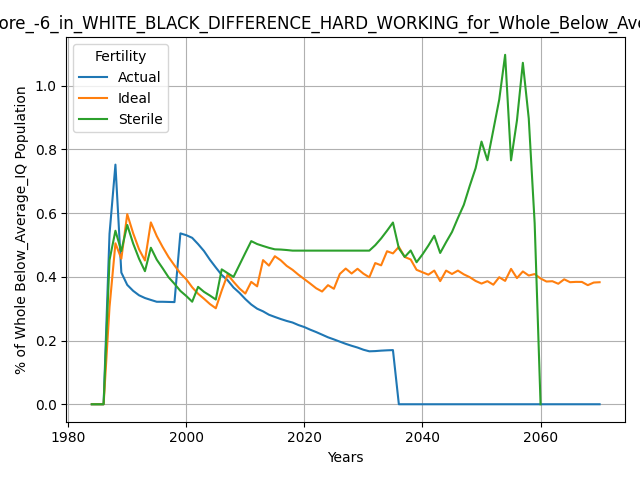 ore_-6_in_WHITE_BLACK_DIFFERENCE_HARD_WORKING_for_Whole_Below_Ave
Fertility
Actual
Ideal
Sterile
% of Whole Below_Average_IQ Population
1.0
0.8
0.6
0.4
0.2
0.0
1980
2000
2020
2040
2060
Years